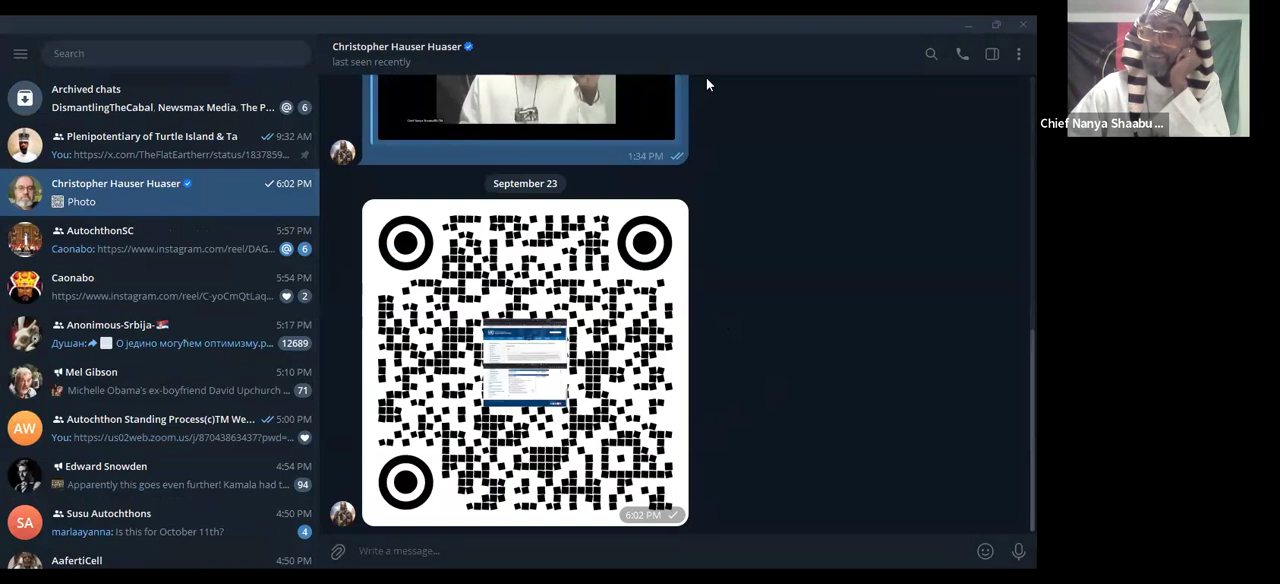 Search
Archived chats
DismantlingTheCabal, Newsmax Media, The P...
6
Plenipotentiary of Turtle Island & Ta
9:32 AM
You: https://x.com/TheFlatEartherr/status/1837859...
Christopher Hauser Huaser
6:02 PM
Photo
AutochthonSC
5:57 PM
Caonabo: https://www.instagram.com/reel/DAG...
6
Caonabo
5:54 PM
https://www.instagram.com/reel/C-yoCmQtLaq...
2
Anonimous-Srbija-
5:17 PM
Душан: О једино могућем оптимизму.p...
12689
Mel Gibson
5:10 PM
Michelle Obama's ex-boyfriend David Upchurch ...
71
Autochthon Standing Process(c)TM We...
5:00 PM
AW
You: https://us02web.zoom.us/j/87043863437?pwd=...
Edward Snowden
4:54 PM
Apparently this goes even further! Kamala had t...
94
Susu Autochthons
4:50 PM
SA
marlaayanna: Is this for October 11th?
4
AafertiCell
4:50 PM
Christopher Hauser Huaser
last seen recently
1:34 PM
September 23
6:02 PM
Write a message...
Chief Nanya Shaabu ...